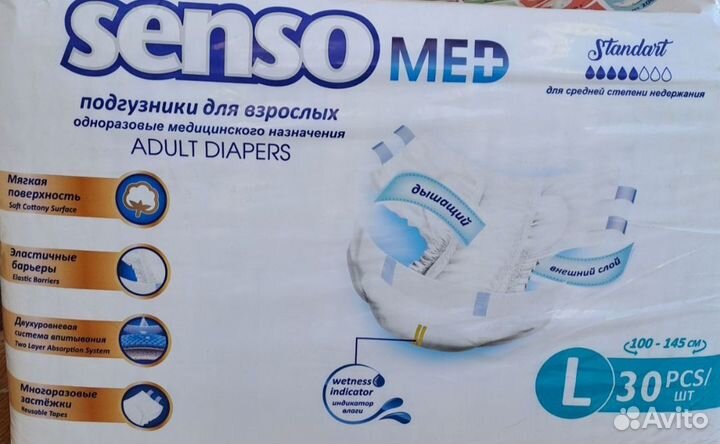 senso MED
Standart
для средней степени недержания
подгузники для взрослых
одноразовые медицинского назначения
ADULT DIAPERS
Мягкая
поверхность
Soft Cottony Surface
Эластичные
барьеры
Elastic Barriers
Двухуровневая
система впитывания
Two Layer Absorption System
Многоразовые
застёжки
Reusable Tapes
дышащий
внешний слой
wetness
indicator
индикатор
влаги
100 - 145 см
L 30 PCS/
ШТ
Avito